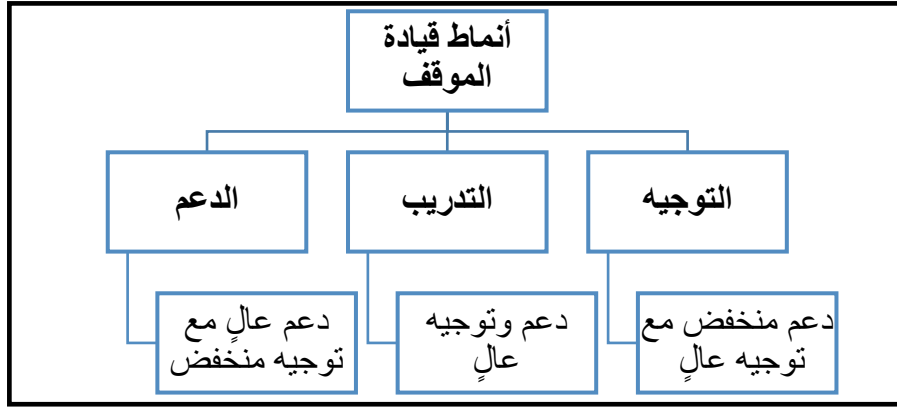 أنماط قيادة
الموقف
التوجيه
التدريب
الدعم
دعم منخفض مع
توجيه عالٍ
دعم وتوجيه
عالٍ
دعم عالٍ مع
توجيه منخفض